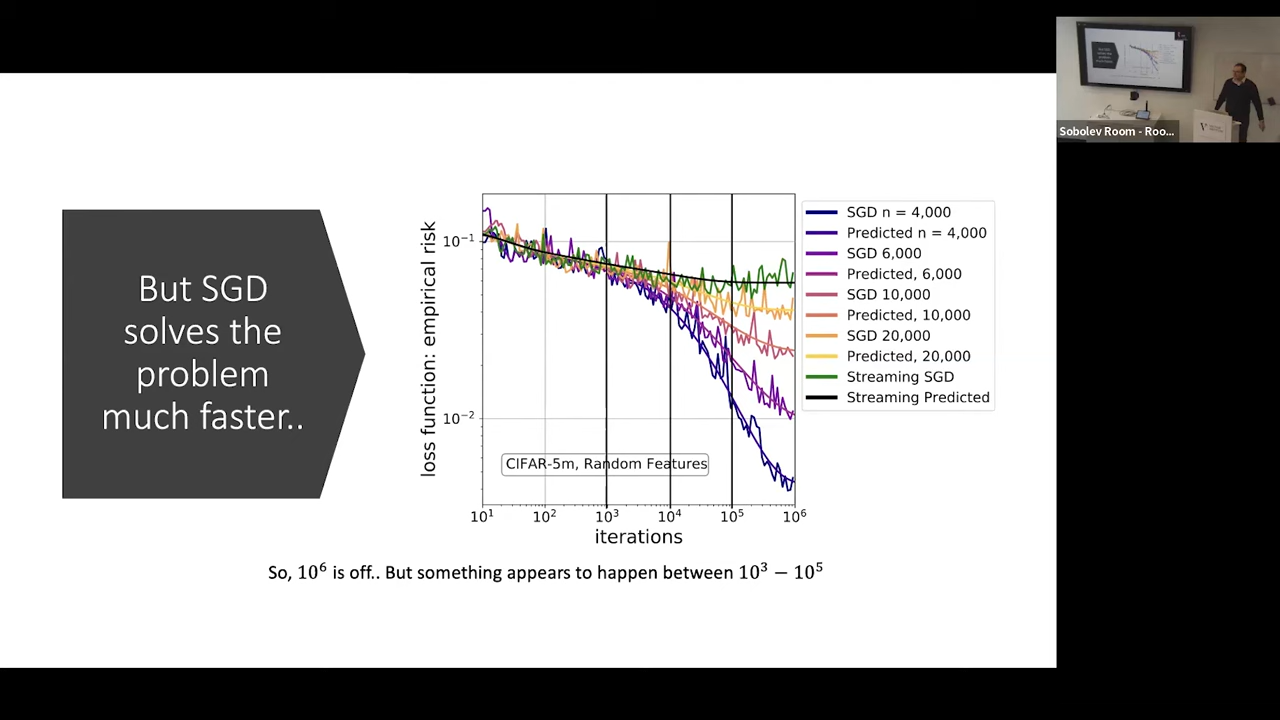 But SGD
solves the
problem
much faster..
loss function: empirical risk
10⁻¹
10⁻²
CIFAR-5m, Random Features
10¹ 10² 10³ 10⁴ 10⁵ 10⁶
iterations
SGD n = 4,000
Predicted n = 4,000
SGD 6,000
Predicted, 6,000
SGD 10,000
Predicted, 10,000
SGD 20,000
Predicted, 20,000
Streaming SGD
Streaming Predicted
So, 10⁶ is off.. But something appears to happen between 10³ − 10⁵
Sobolev Room - Roo...